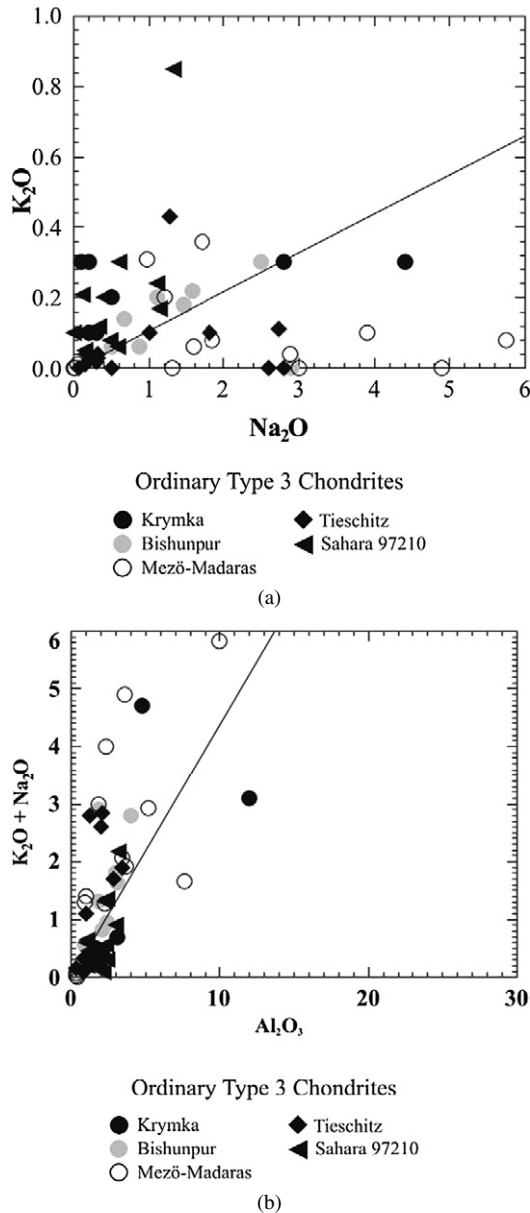 1.0
0.8
0.6
0.4
0.2
0.0
K₂O
0 1 2 3 4 5 6
Na₂O
Ordinary Type 3 Chondrites
Krymka Tieschitz
Bishunpur Sahara 97210
Mezö-Madaras
(a)
6
5
4
3
2
1
0
K₂O + Na₂O
0 10 20 30
Al₂O₃
Ordinary Type 3 Chondrites
Krymka Tieschitz
Bishunpur Sahara 97210
Mezö-Madaras
(b)